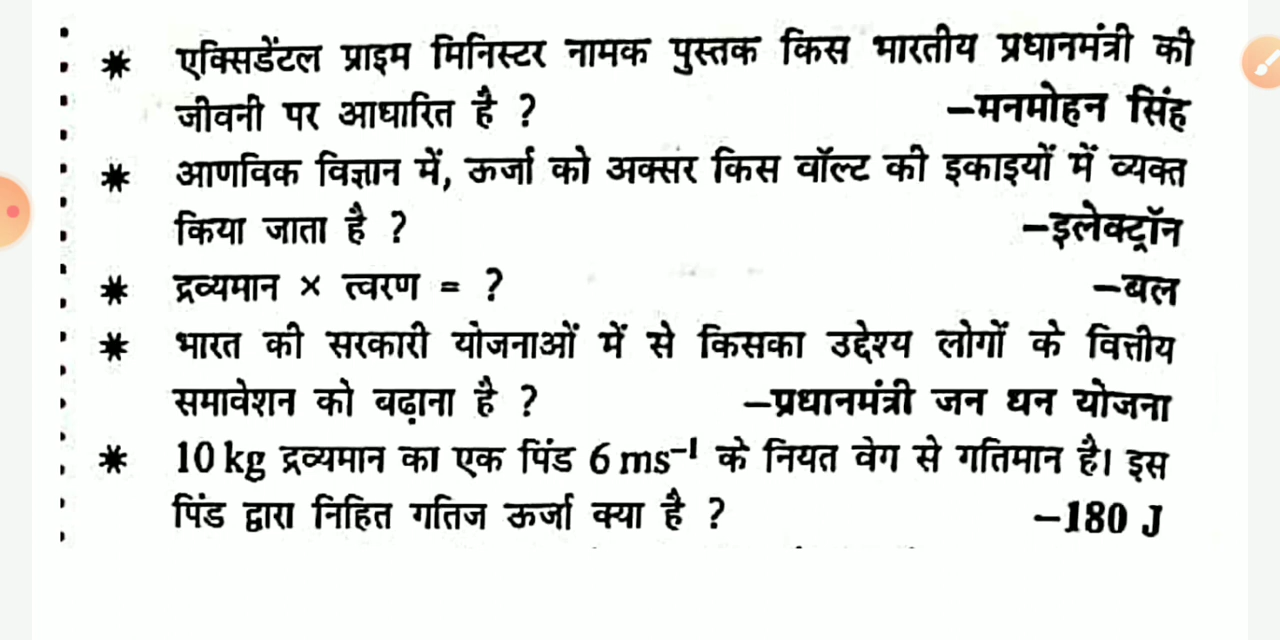 * एक्सिडेंटल प्राइम मिनिस्टर नामक पुस्तक किस भारतीय प्रधानमंत्री की
जीवनी पर आधारित है ? –मनमोहन सिंह
* आणविक विज्ञान में, ऊर्जा को अक्सर किस वॉल्ट की इकाइयों में व्यक्त
किया जाता है ? –इलेक्ट्रॉन
* द्रव्यमान × त्वरण = ? –बल
* भारत की सरकारी योजनाओं में से किसका उद्देश्य लोगों के वित्तीय
समावेशन को बढ़ाना है ? –प्रधानमंत्री जन धन योजना
* 10 kg द्रव्यमान का एक पिंड 6 ms⁻¹ के नियत वेग से गतिमान है। इस
पिंड द्वारा निहित गतिज ऊर्जा क्या है ? –180 J